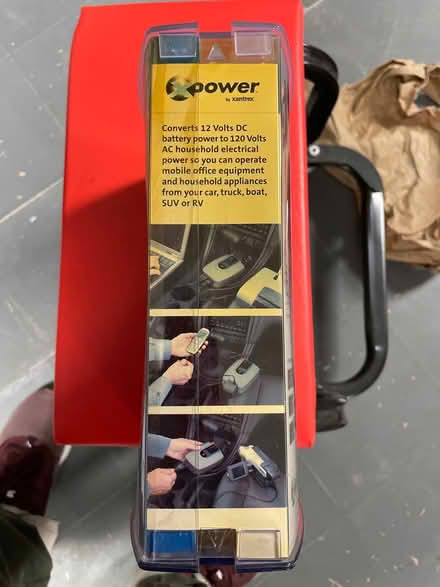 Xpower
by xantrex
Converts 12 Volts DC
battery power to 120 Volts
AC household electrical
power so you can operate
mobile office equipment
and household appliances
from your car, truck, boat,
SUV or RV